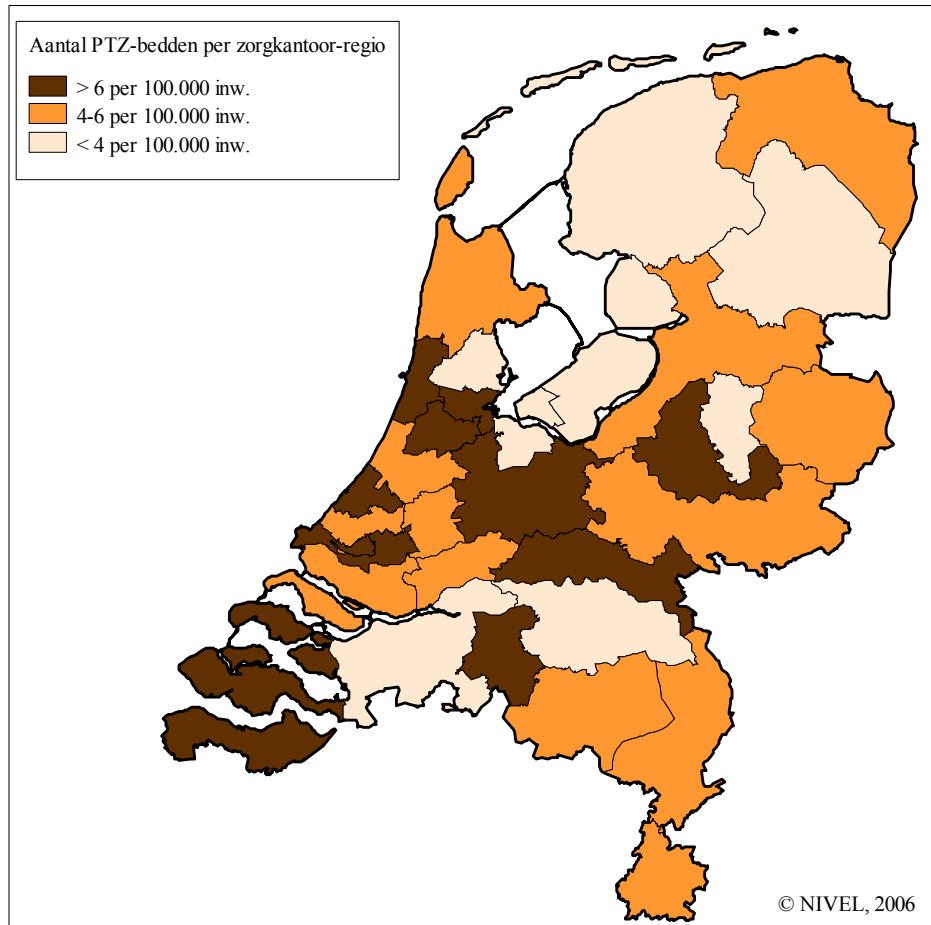 Aantal PTZ-bedden per zorgkantoor-regio
> 6 per 100.000 inw.
4-6 per 100.000 inw.
< 4 per 100.000 inw.
© NIVEL, 2006